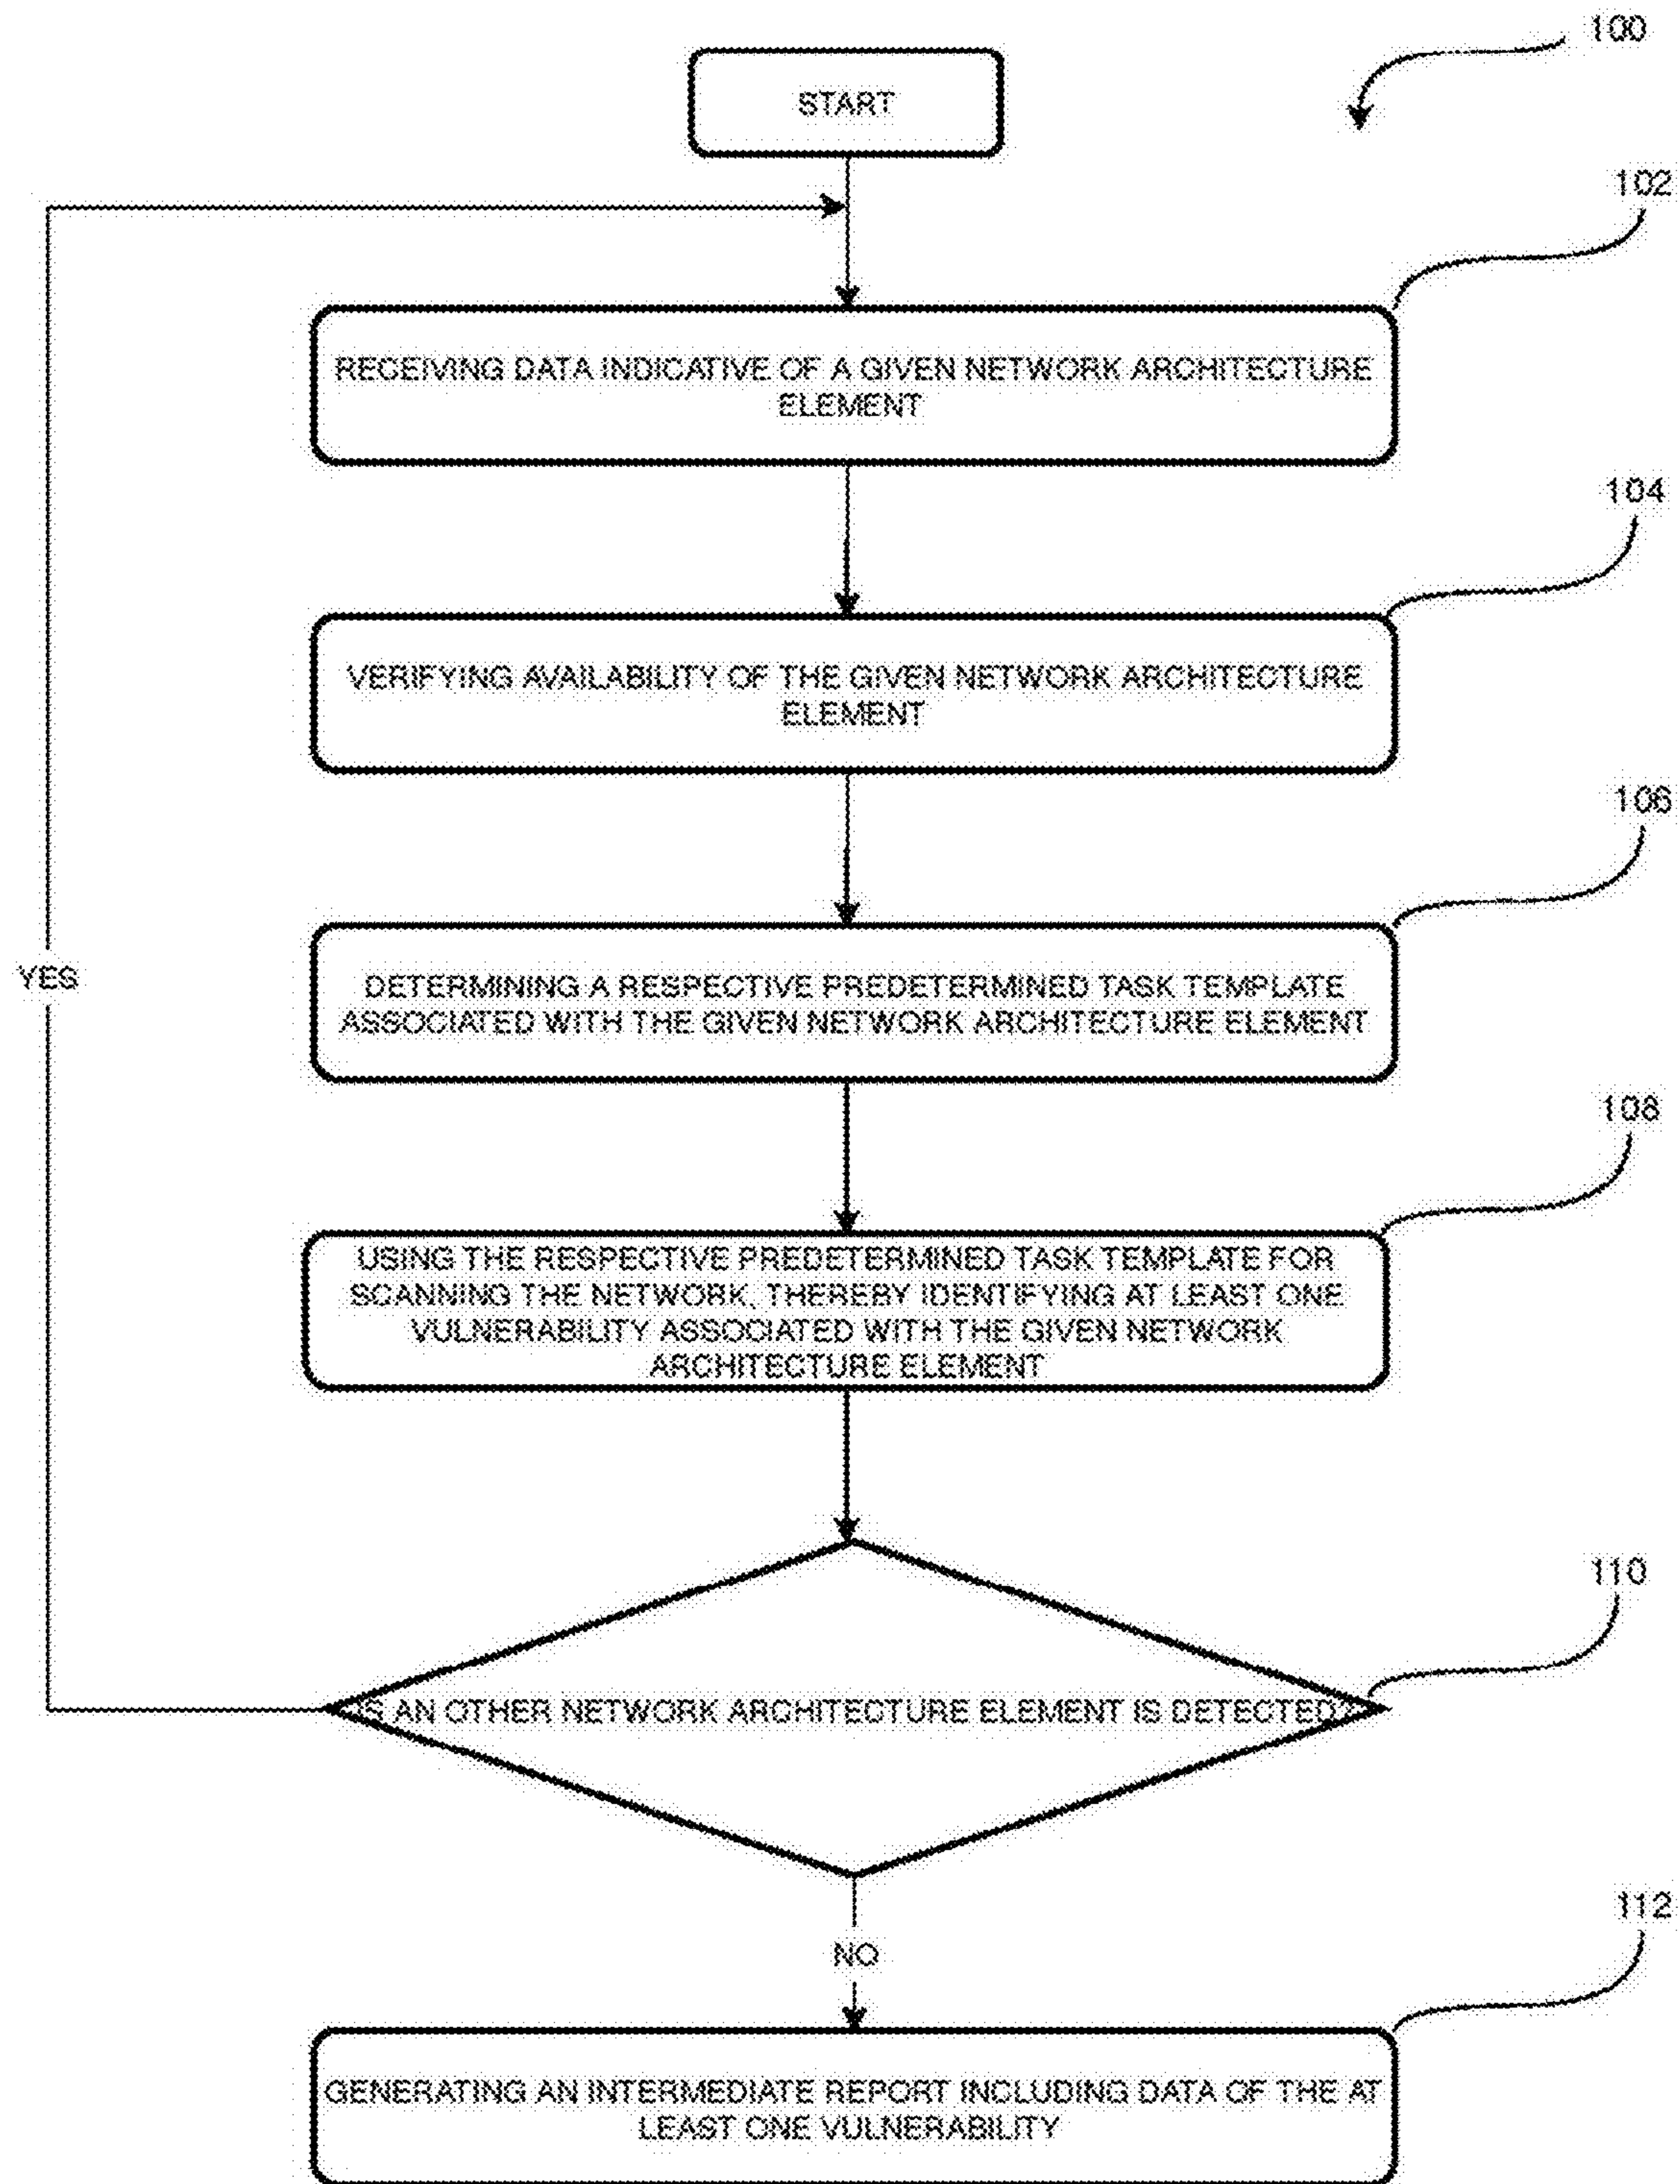 100
START
102
RECEIVING DATA INDICATIVE OF A GIVEN NETWORK ARCHITECTURE
ELEMENT
104
VERIFYING AVAILABILITY OF THE GIVEN NETWORK ARCHITECTURE
ELEMENT
106
YES
DETERMINING A RESPECTIVE PREDETERMINED TASK TEMPLATE
ASSOCIATED WITH THE GIVEN NETWORK ARCHITECTURE ELEMENT
108
USING THE RESPECTIVE PREDETERMINED TASK TEMPLATE FOR
SCANNING THE NETWORK, THEREBY IDENTIFYING AT LEAST ONE
VULNERABILITY ASSOCIATED WITH THE GIVEN NETWORK
ARCHITECTURE ELEMENT
110
IS AN OTHER NETWORK ARCHITECTURE ELEMENT IS DETECTED?
NO
112
GENERATING AN INTERMEDIATE REPORT INCLUDING DATA OF THE AT
LEAST ONE VULNERABILITY